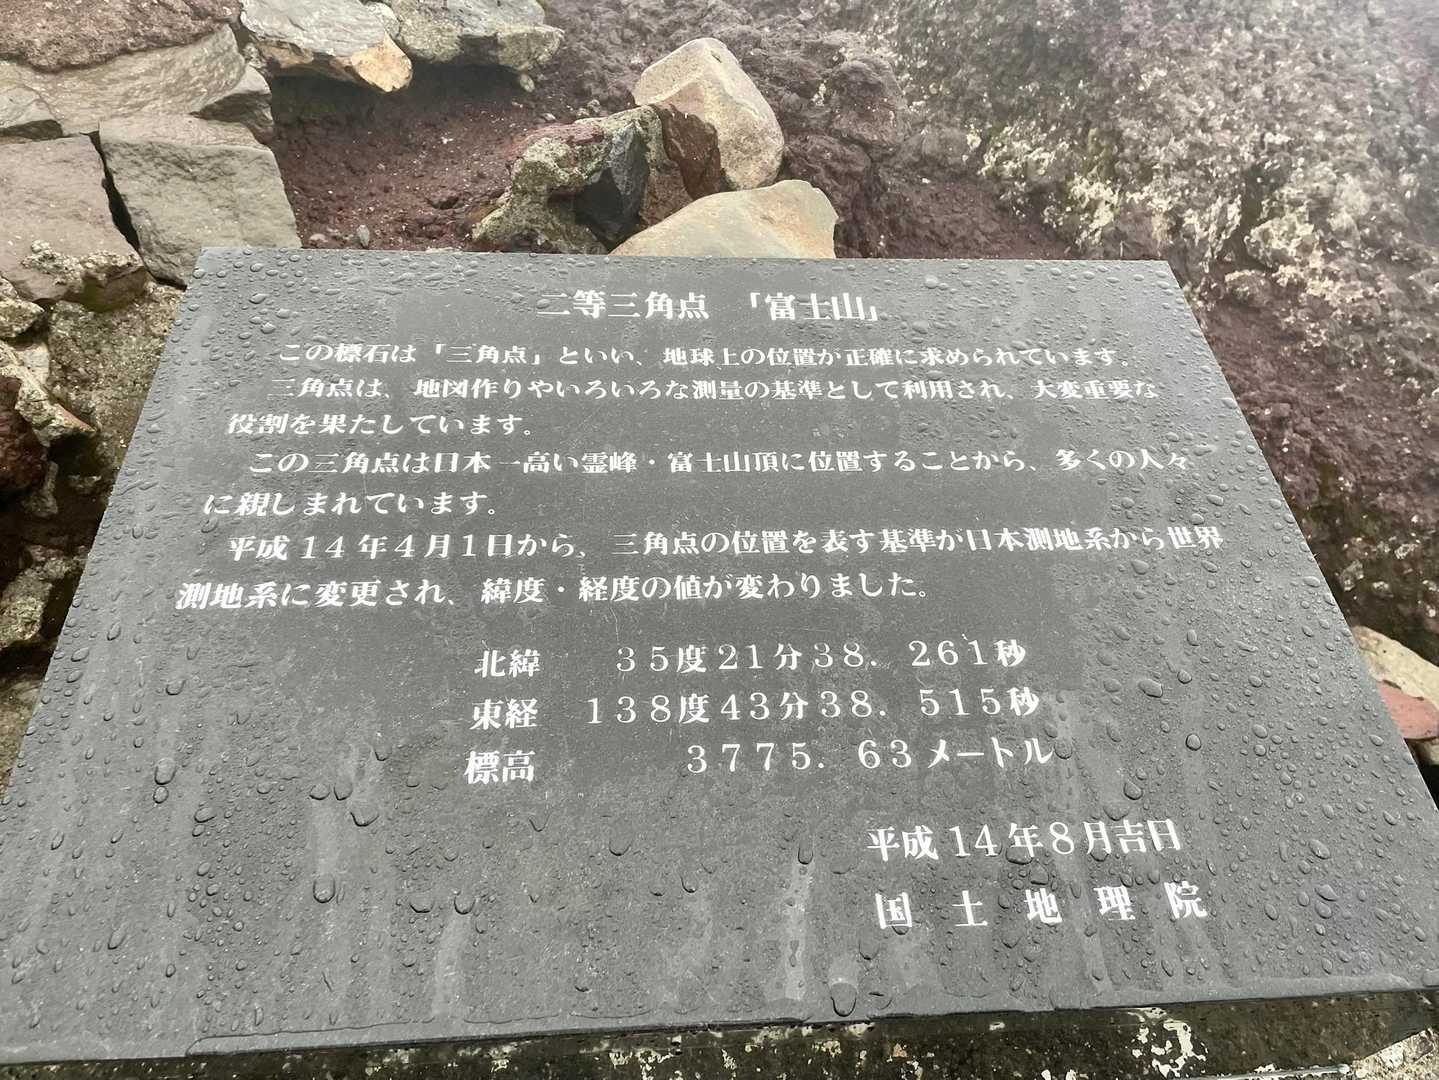 二等三角点 「富士山」
この標石は「三角点」といい、地球上の位置が正確に求められています。
三角点は、地図作りやいろいろな測量の基準として利用され、大変重要な
役割を果たしています。
この三角点は日本一高い霊峰・富士山頂に位置することから、多くの人々
に親しまれています。
平成14年4月1日から、三角点の位置を表す基準が日本測地系から世界
測地系に変更され、緯度・経度の値が変わりました。
北緯 35度21分38.261秒
東経 138度43分38.515秒
標高 3775.63メートル
平成14年8月吉日
国土地理院